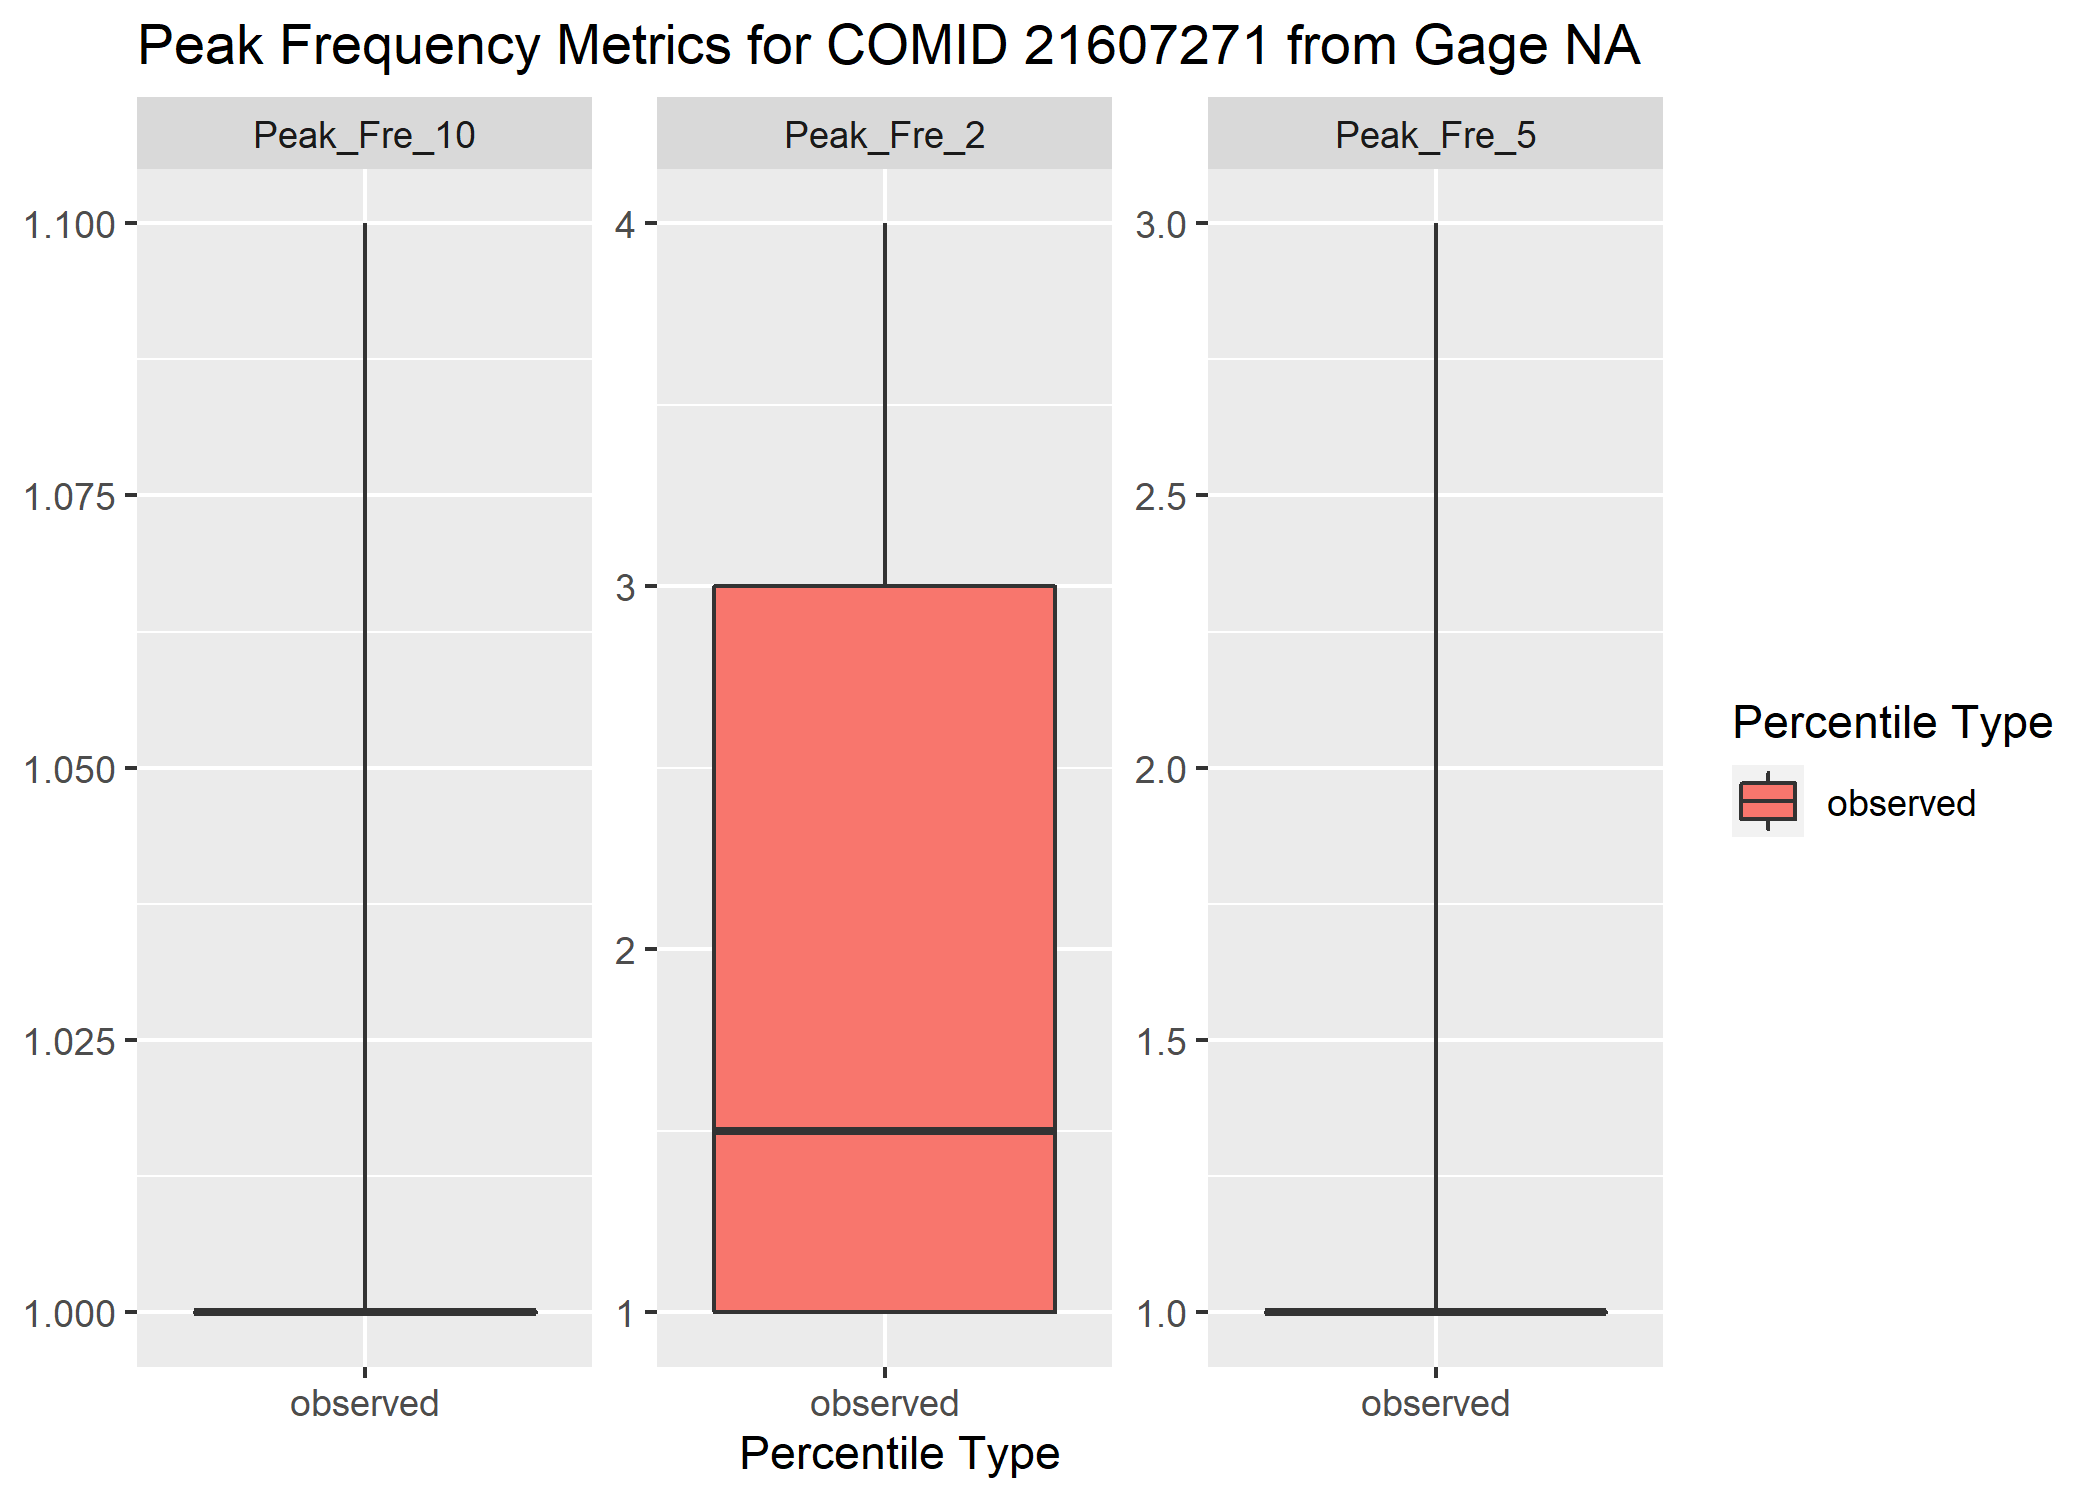 Peak Frequency Metrics for COMID 21607271 from Gage NA
Peak_Fre_10
Peak_Fre_2
Peak_Fre_5
1.100
1.075
1.050
1.025
1.000
4
3
2
1
3.0
2.5
2.0
1.5
1.0
observed
observed
observed
Percentile Type
Percentile Type
observed